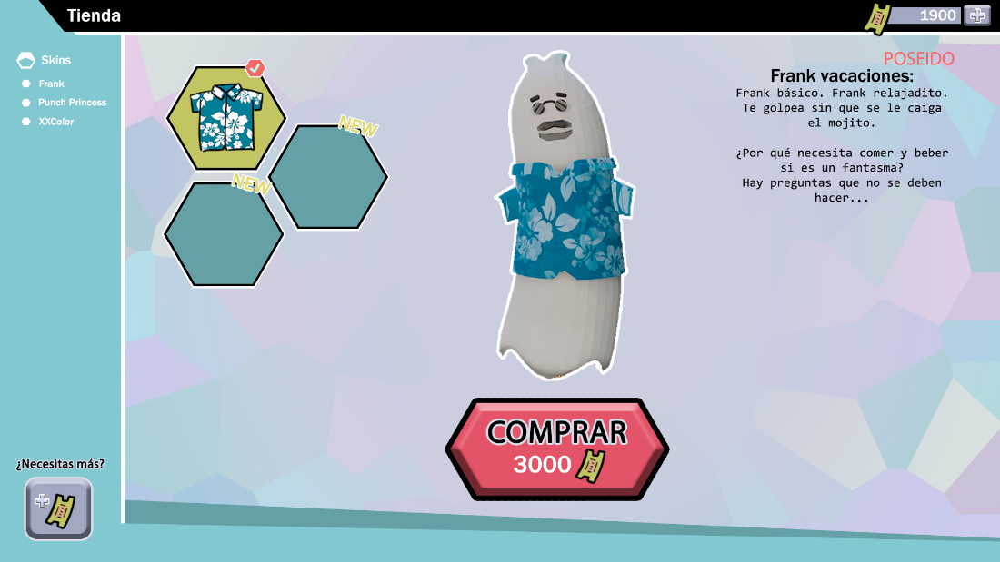 Tienda
1900
Skins
Frank
Punch Princess
XXColor
NEW
NEW
POSEIDO
Frank vacaciones:
Frank básico. Frank relajadito.
Te golpea sin que se le caiga
el mojito.
¿Por qué necesita comer y beber
si es un fantasma?
Hay preguntas que no se deben
hacer...
COMPRAR
3000
¿Necesitas más?